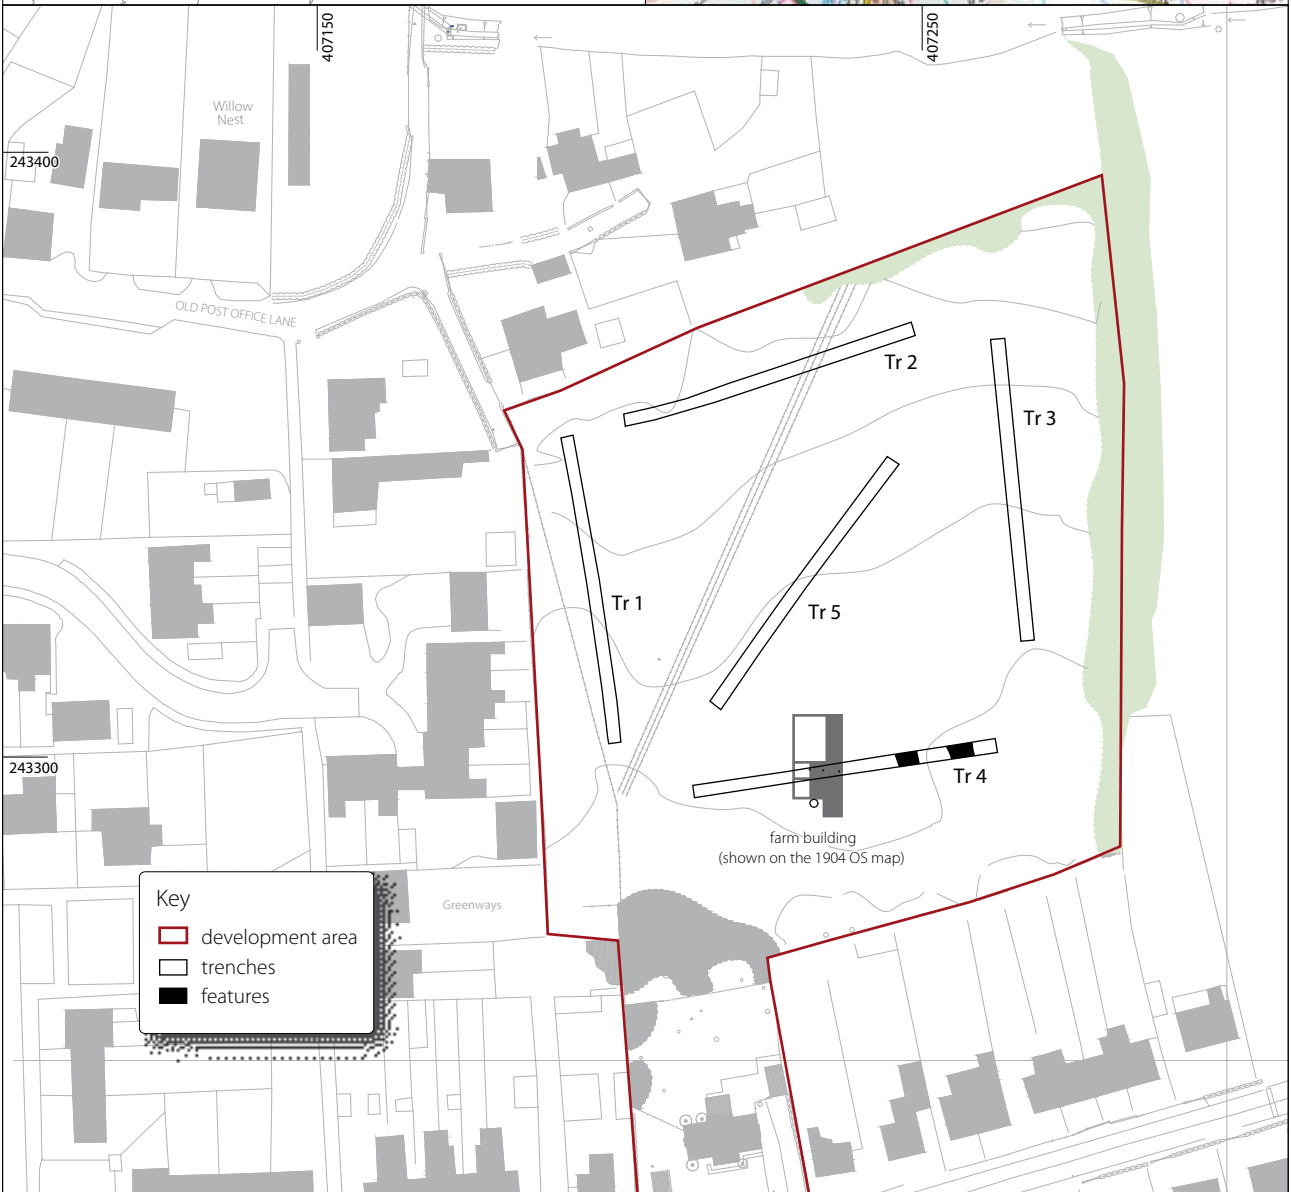 407150
407250
Willow
Nest
243400
OLD POST OFFICE LANE
Tr 2
Tr 3
Tr 1
Tr 5
243300
Tr 4
farm building
(shown on the 1904 OS map)
Greenways
Key
development area
trenches
features